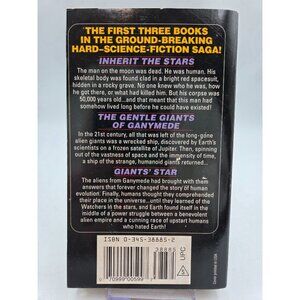 THE FIRST THREE BOOKS
IN THE GROUND-BREAKING
HARD-SCIENCE-FICTION SAGA!
INHERIT THE STARS
The man on the moon was dead. He was human. His
skeletal body was found clad in a bright red spacesuit,
hidden in a rocky grave. No one knew who he was, how
he got there, or what had killed him. But his corpse was
50,000 years old...and that meant that this man had
somehow lived long before he could have existed!
THE GENTLE GIANTS
OF GANYMEDE
In the 21st century, all that was left of the long-gone
alien giants was a wrecked ship, discovered by Earth's
scientists on a frozen satellite of Jupiter. Then, spinning
out of the vastness of space and the immensity of time,
a ship of the strange, humanoid giants returned...
GIANTS' STAR
The aliens from Ganymede had brought with them
answers that forever changed the story of human
evolution. Finally, humans thought they comprehended
their place in the universe...until they learned of the
Watchers in the stars, and Earth found itself in the
middle of a power struggle between a benevolent alien
empire and a cunning race of upstart humans
who hated Earth!
ISBN 0-345-38885-2
38885
0 70999 00599
UPC